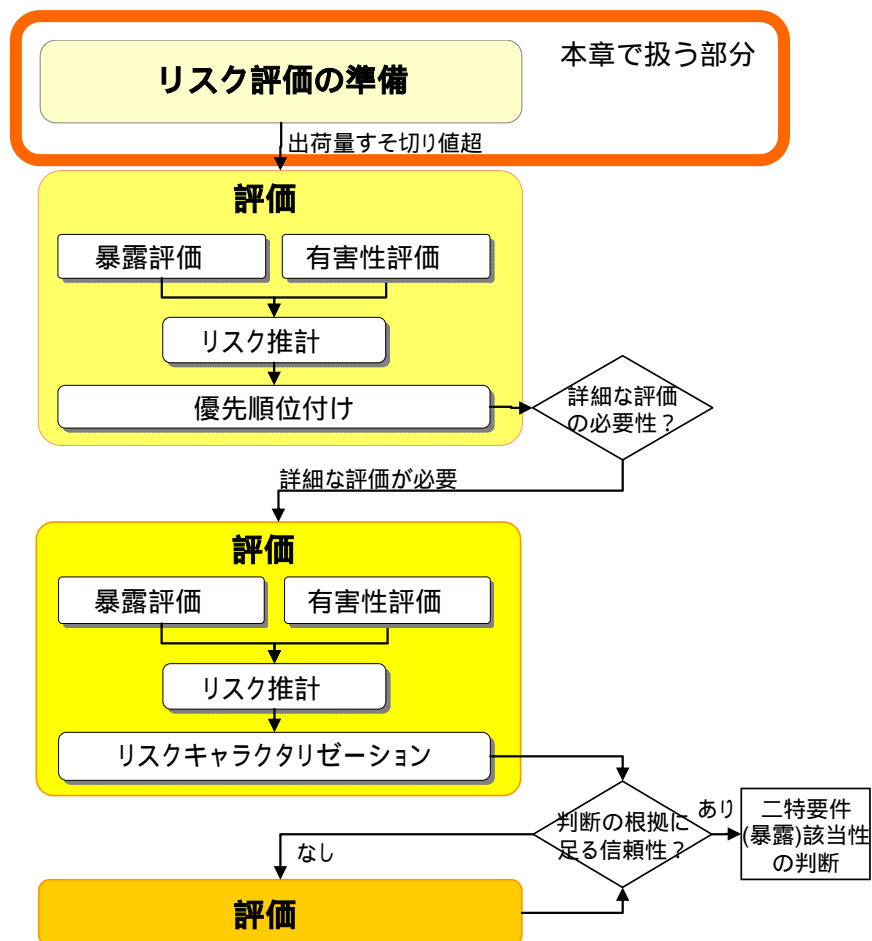 本章で扱う部分
リスク評価の準備
出荷量すそ切り値超
評価
暴露評価
有害性評価
リスク推計
優先順位付け
詳細な評価
の必要性？
詳細な評価が必要
評価
暴露評価
有害性評価
リスク推計
リスクキャラクタリゼーション
判断の根拠に
足る信頼性？
あり
二特要件
(暴露)該当性
の判断
なし
評価